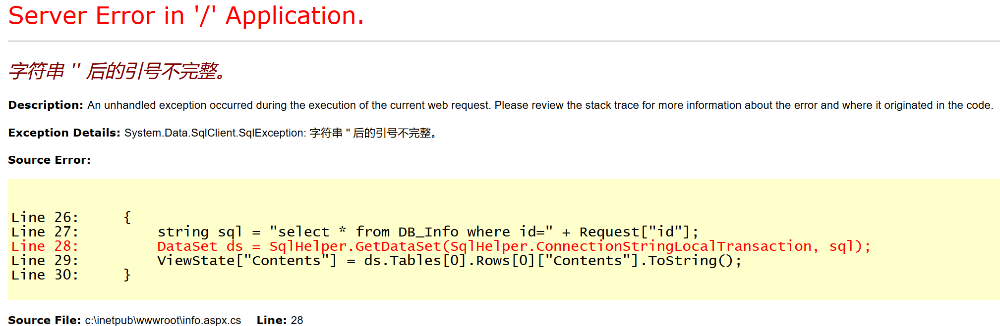 Server Error in '/' Application.
字符串 '' 后的引号不完整。
Description: An unhandled exception occurred during the execution of the current web request. Please review the stack trace for more information about the error and where it originated in the code.
Exception Details: System.Data.SqlClient.SqlException: 字符串 '' 后的引号不完整。
Source Error:
Line 26:     {
Line 27:         string sql = "select * from DB_Info where id=" + Request["id"];
Line 28:         DataSet ds = SqlHelper.GetDataSet(SqlHelper.ConnectionStringLocalTransaction, sql);
Line 29:         ViewState["Contents"] = ds.Tables[0].Rows[0]["Contents"].ToString();
Line 30:     }
Source File: c:\inetpub\wwwroot\info.aspx.cs    Line: 28